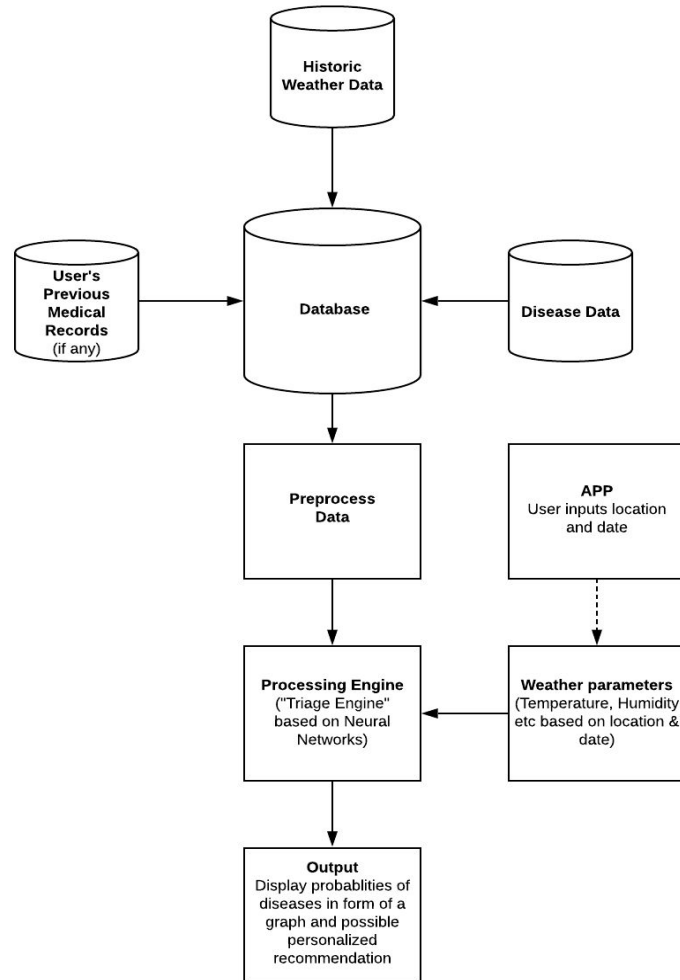 Historic
Weather Data
User's
Previous
Medical
Records
(if any)
Database
Disease Data
Preprocess
Data
APP
User inputs location
and date
Processing Engine
("Triage Engine"
based on Neural
Networks)
Weather parameters
(Temperature, Humidity
etc based on location &
date)
Output
Display probablities of
diseases in form of a
graph and possible
personalized
recommendation